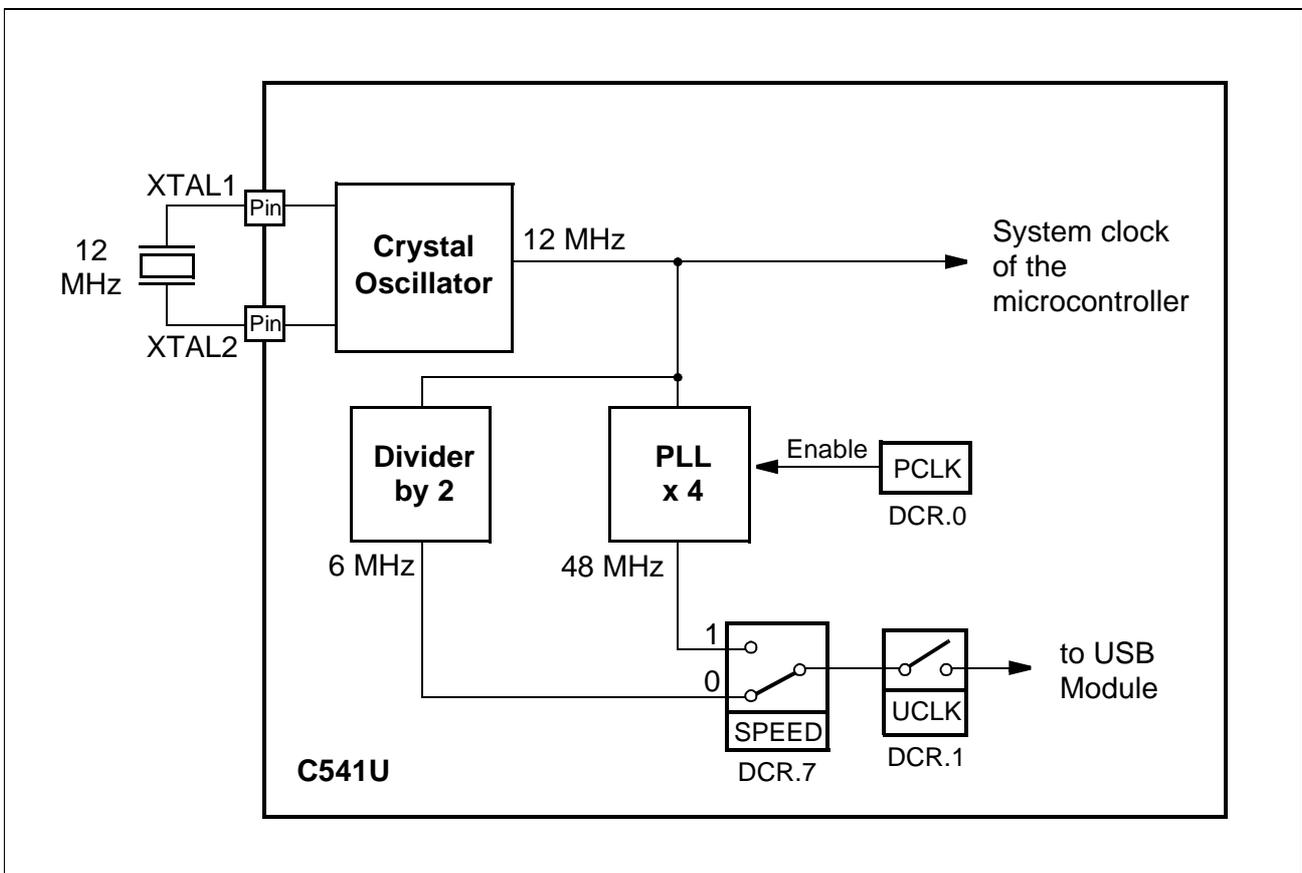 XTAL1
Pin
12
MHz
Pin
XTAL2
Crystal
Oscillator
12 MHz
System clock
of the
microcontroller
Divider
by 2
PLL
x 4
Enable
PCLK
DCR.0
6 MHz
48 MHz
1
0
SPEED
DCR.7
UCLK
DCR.1
to USB
Module
C541U